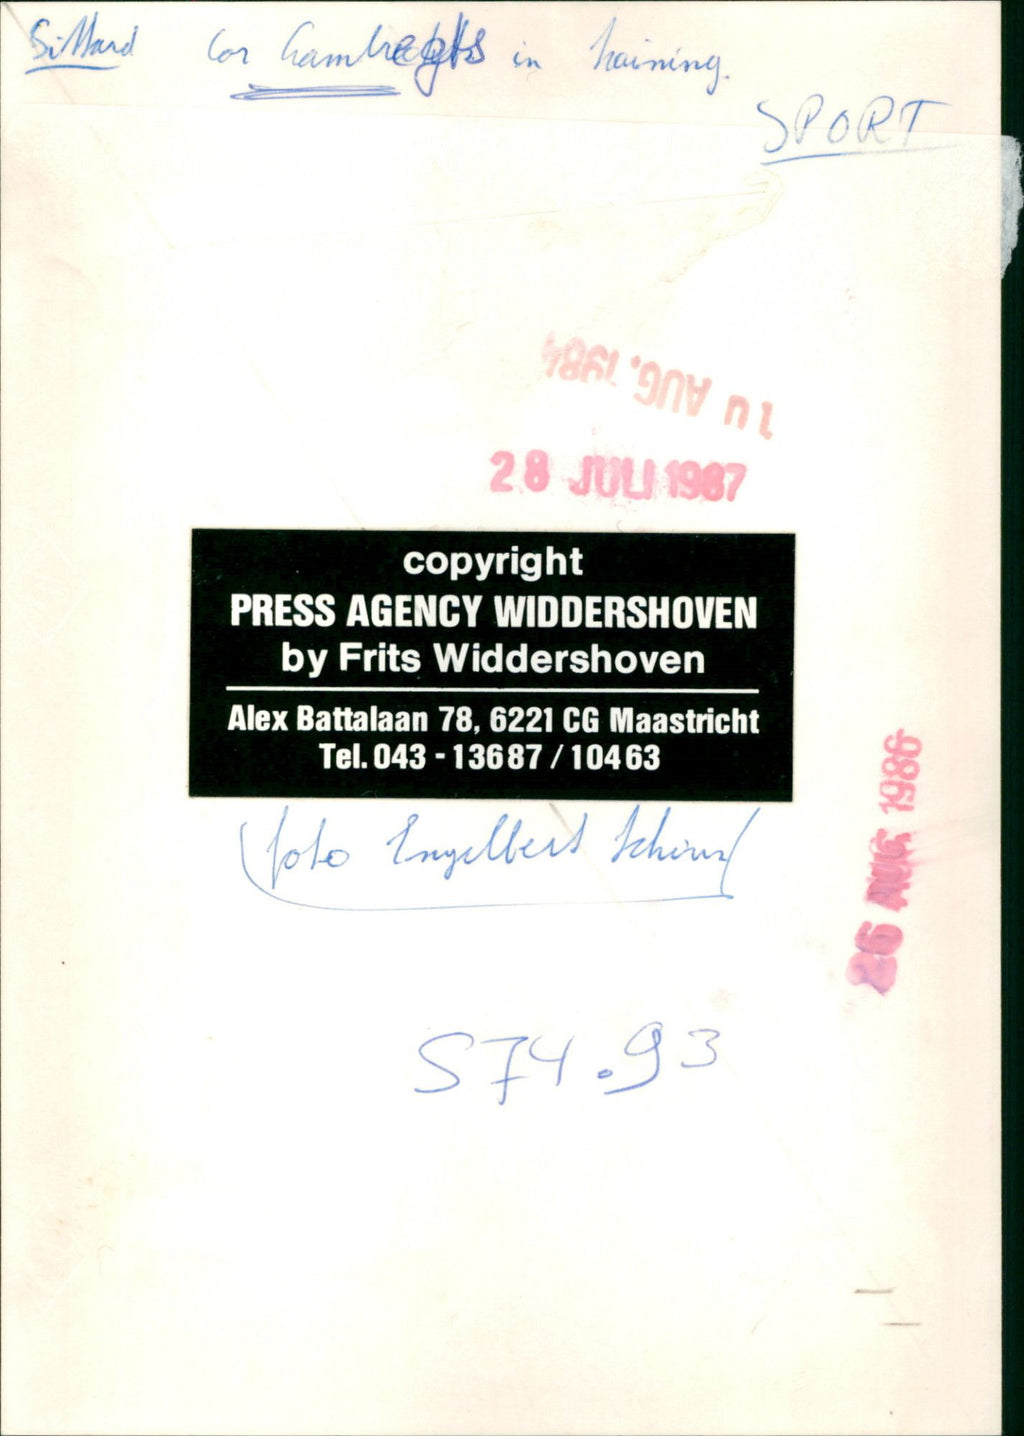 Sittard Cor Lambregts in training.
SPORT
10 AUG. 1984
28 JULI 1987
copyright
PRESS AGENCY WIDDERSHOVEN
by Frits Widdershoven
Alex Battalaan 78, 6221 CG Maastricht
Tel. 043 - 13687 / 10463
26 AUG 1986
(foto Engelbert
S74.93